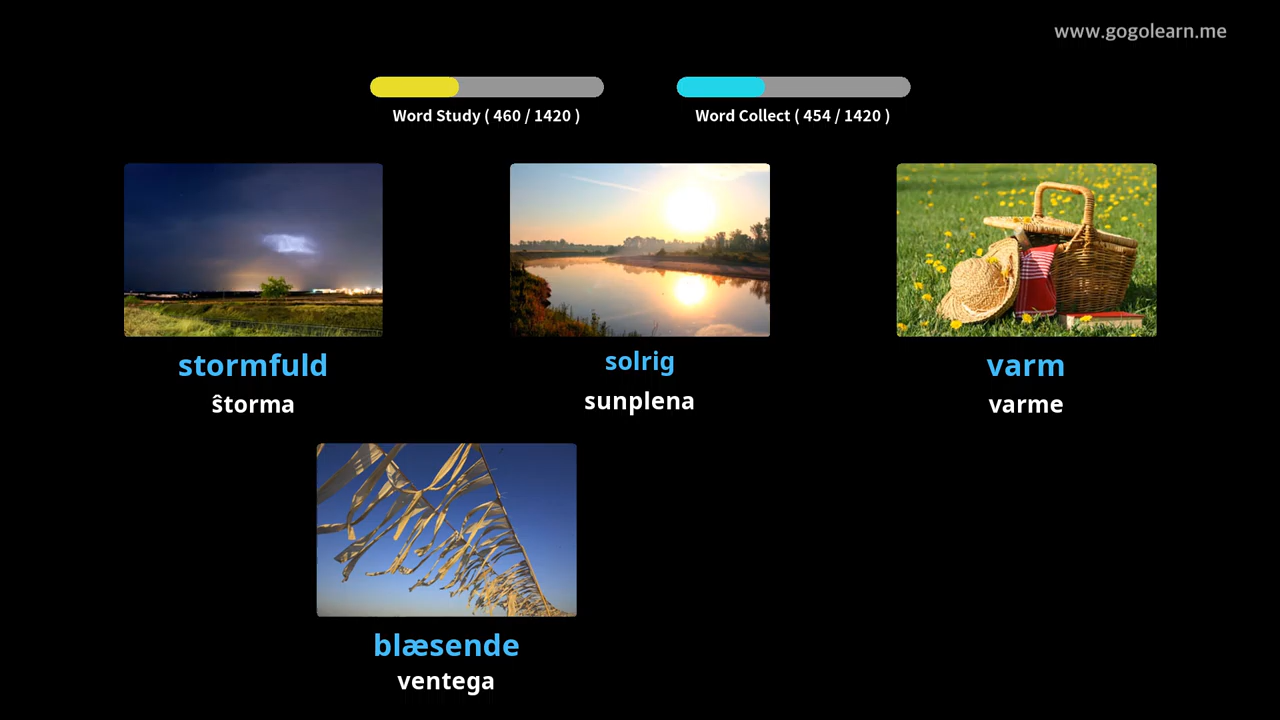 www.gogolearn.me
Word Study ( 460 / 1420 )
Word Collect ( 454 / 1420 )
stormfuld
solrig
varm
ŝtorma
sunplena
varme
blæsende
ventega